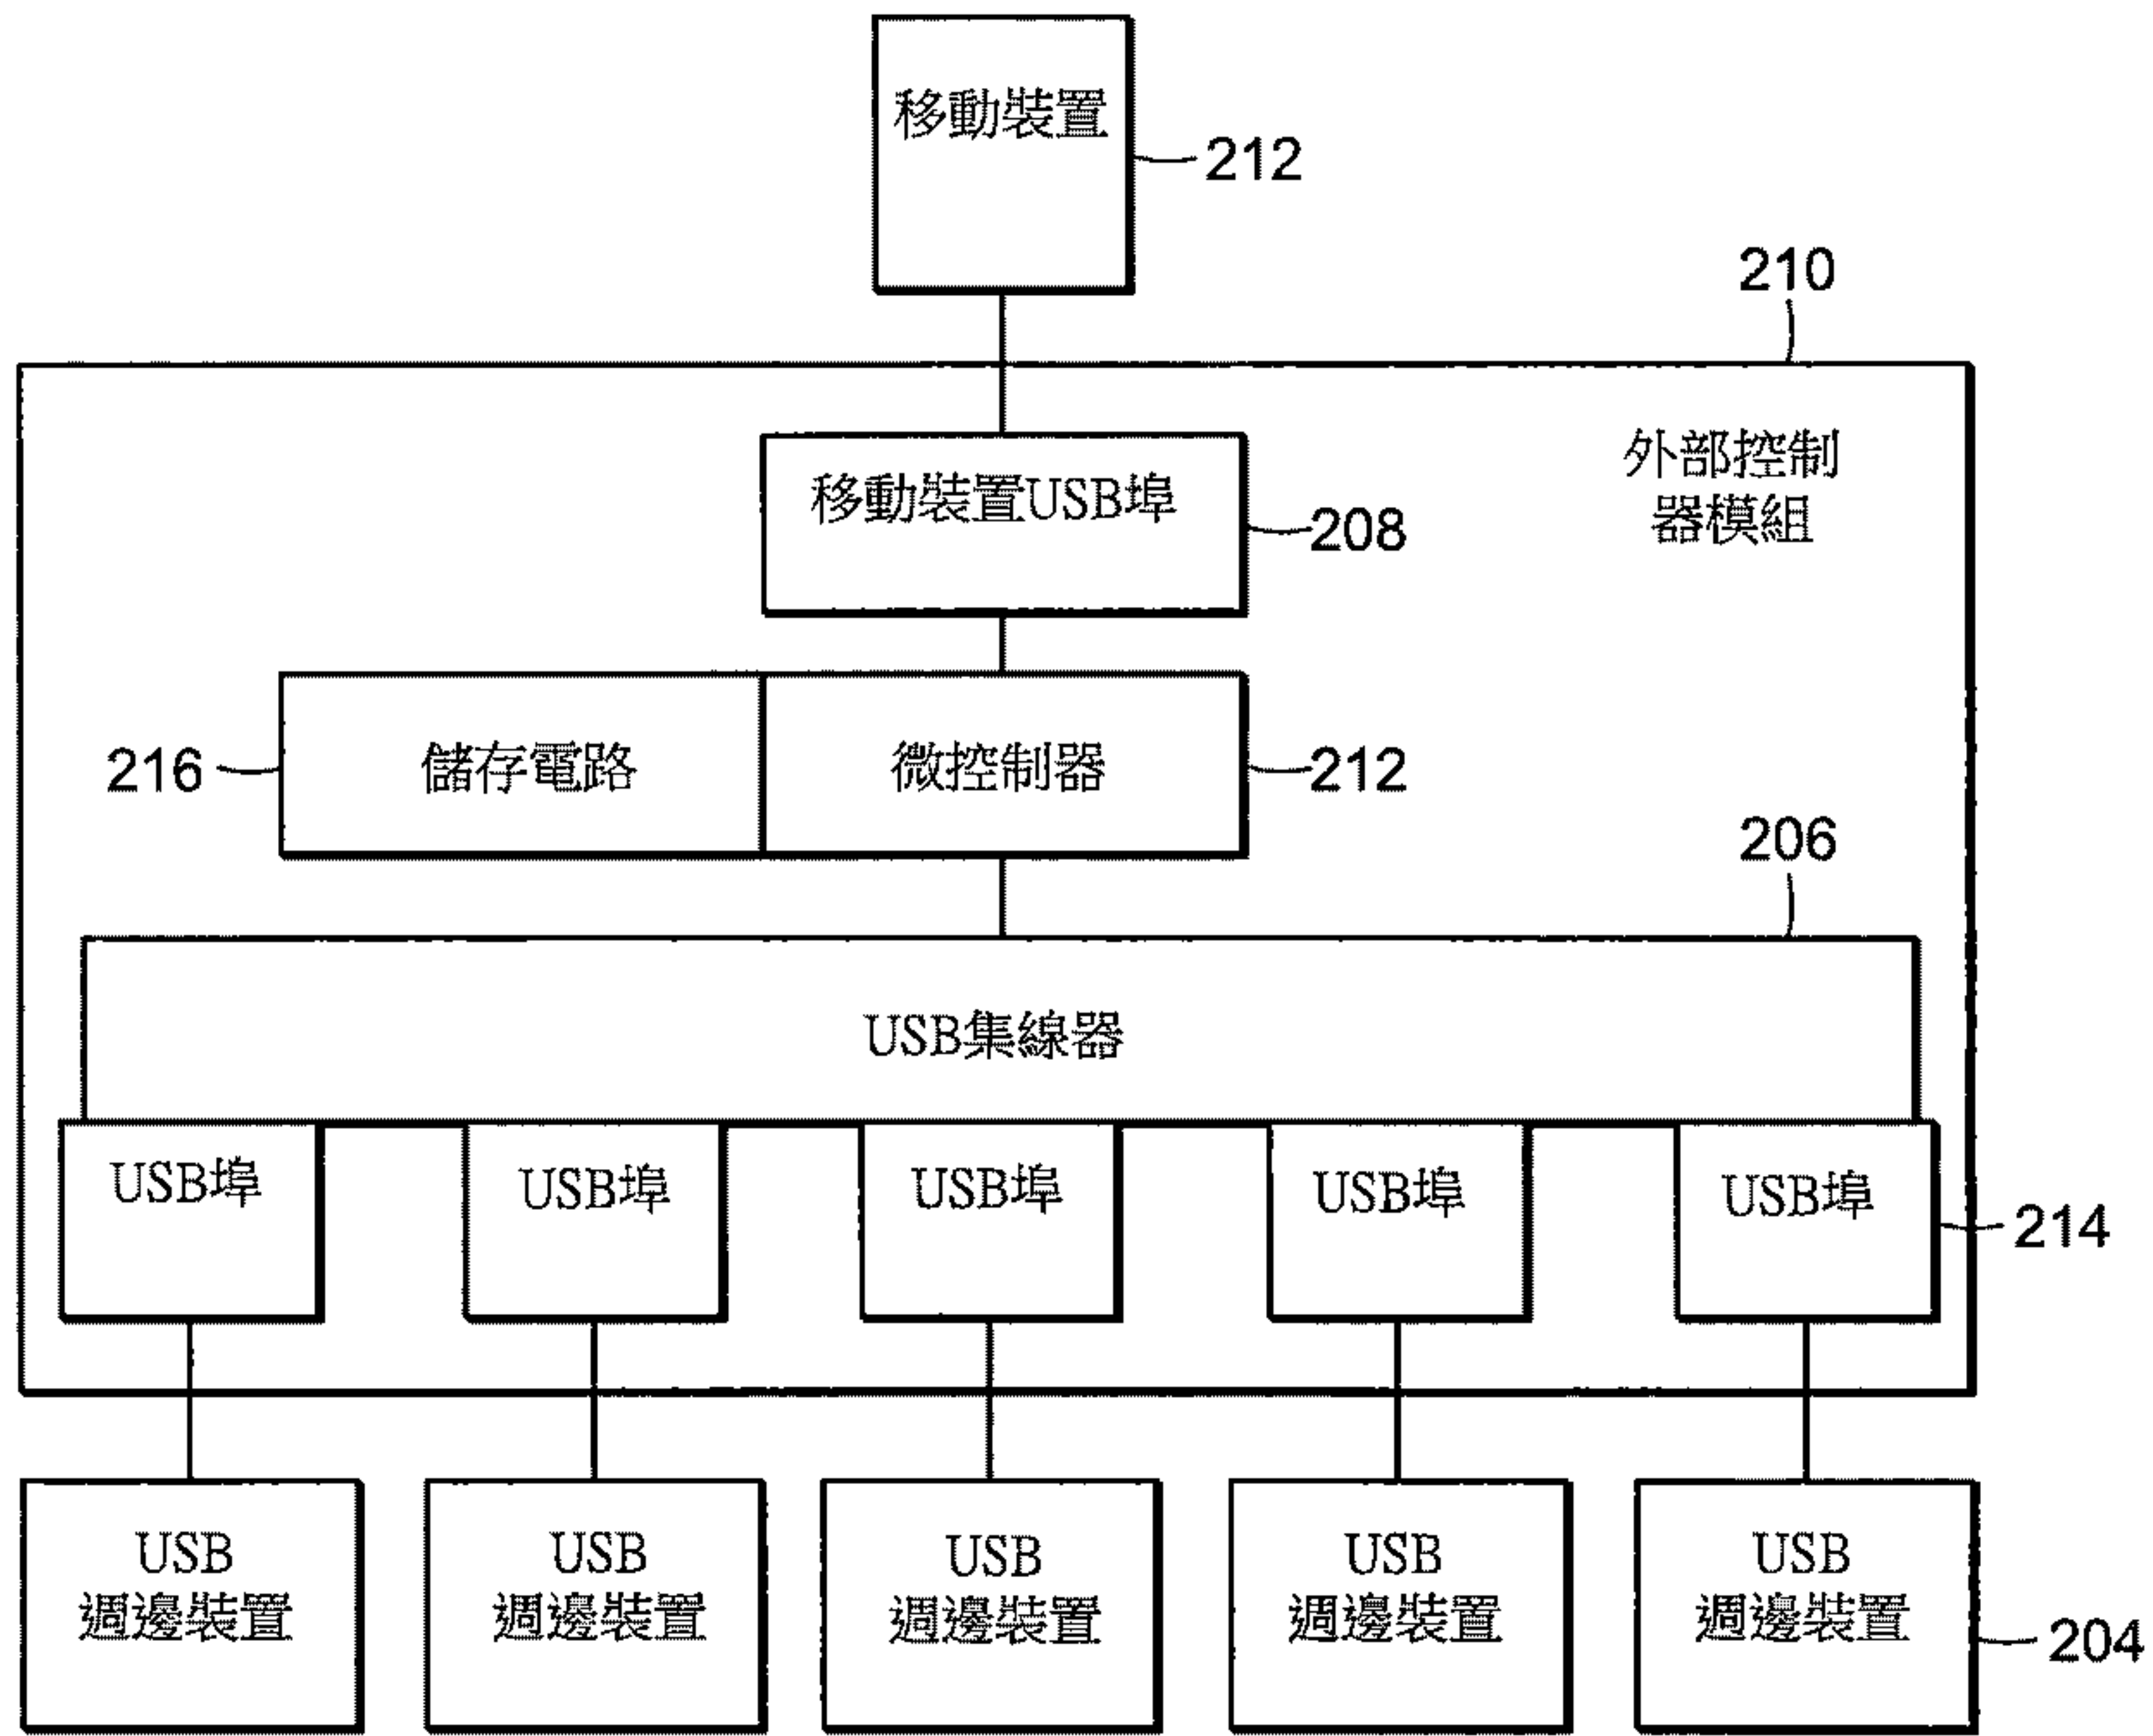 移動裝置
212
210
外部控制
器模組
移動裝置USB埠
208
216
儲存電路
微控制器
212
206
USB集線器
USB埠
USB埠
USB埠
USB埠
USB埠
214
USB
週邊裝置
USB
週邊裝置
USB
週邊裝置
USB
週邊裝置
USB
週邊裝置
204